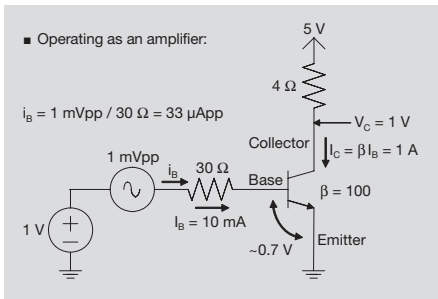 ■ Operating as an amplifier:
5 V
4 Ω
i_B = 1 mVpp / 30 Ω = 33 µApp
V_C = 1 V
Collector
I_C = βI_B = 1 A
1 mVpp
i_B
30 Ω
Base
β = 100
I_B = 10 mA
1 V
~0.7 V
Emitter